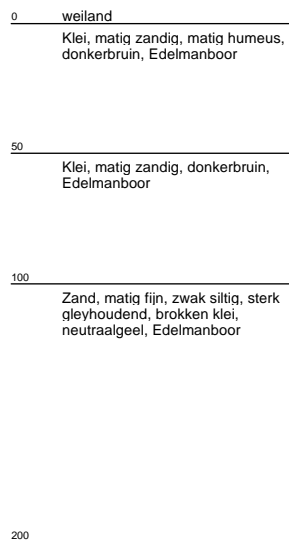 0 weiland
Klei, matig zandig, matig humeus,
donkerbruin, Edelmanboor
50
Klei, matig zandig, donkerbruin,
Edelmanboor
100
Zand, matig fijn, zwak siltig, sterk
gleyhoudend, brokken klei,
neutraalgeel, Edelmanboor
200